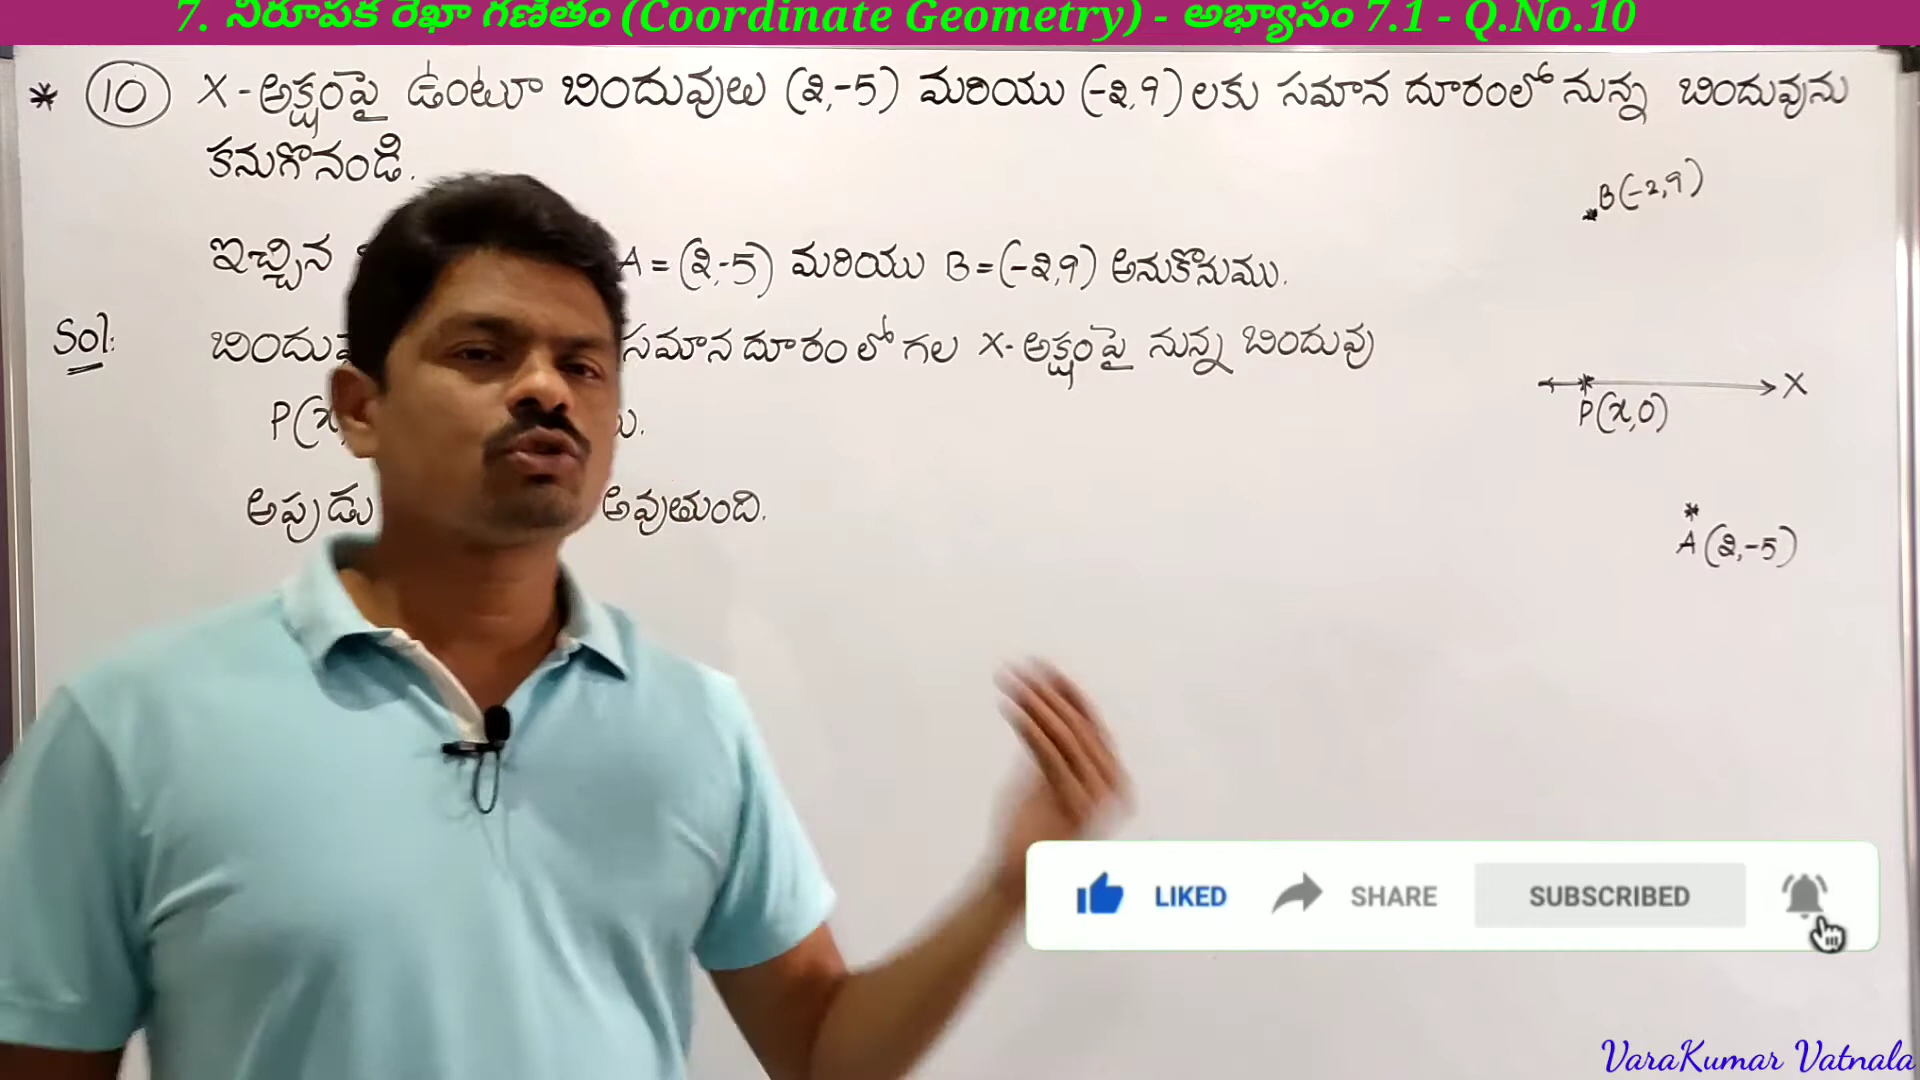 7. నిరూపక రేఖా గణితం (Coordinate Geometry) - అభ్యాసం 7.1 - Q.No.10
* 10 X - అక్షంపై ఉంటూ బిందువులు (2,-5) మరియు (-2,9) లకు సమాన దూరంలో నున్న బిందువును
కనుగొనండి.
B(-2,9)
ఇచ్చిన A = (2,-5) మరియు B = (-2,9) అనుకొనుము.
Sol: సమాన దూరం లో గల X- అక్షం పై నున్న బిందువు
X
P(x,0)
అపుడు అవుతుంది.
A (2,-5)
LIKED SHARE SUBSCRIBED
VaraKumar Vatnala